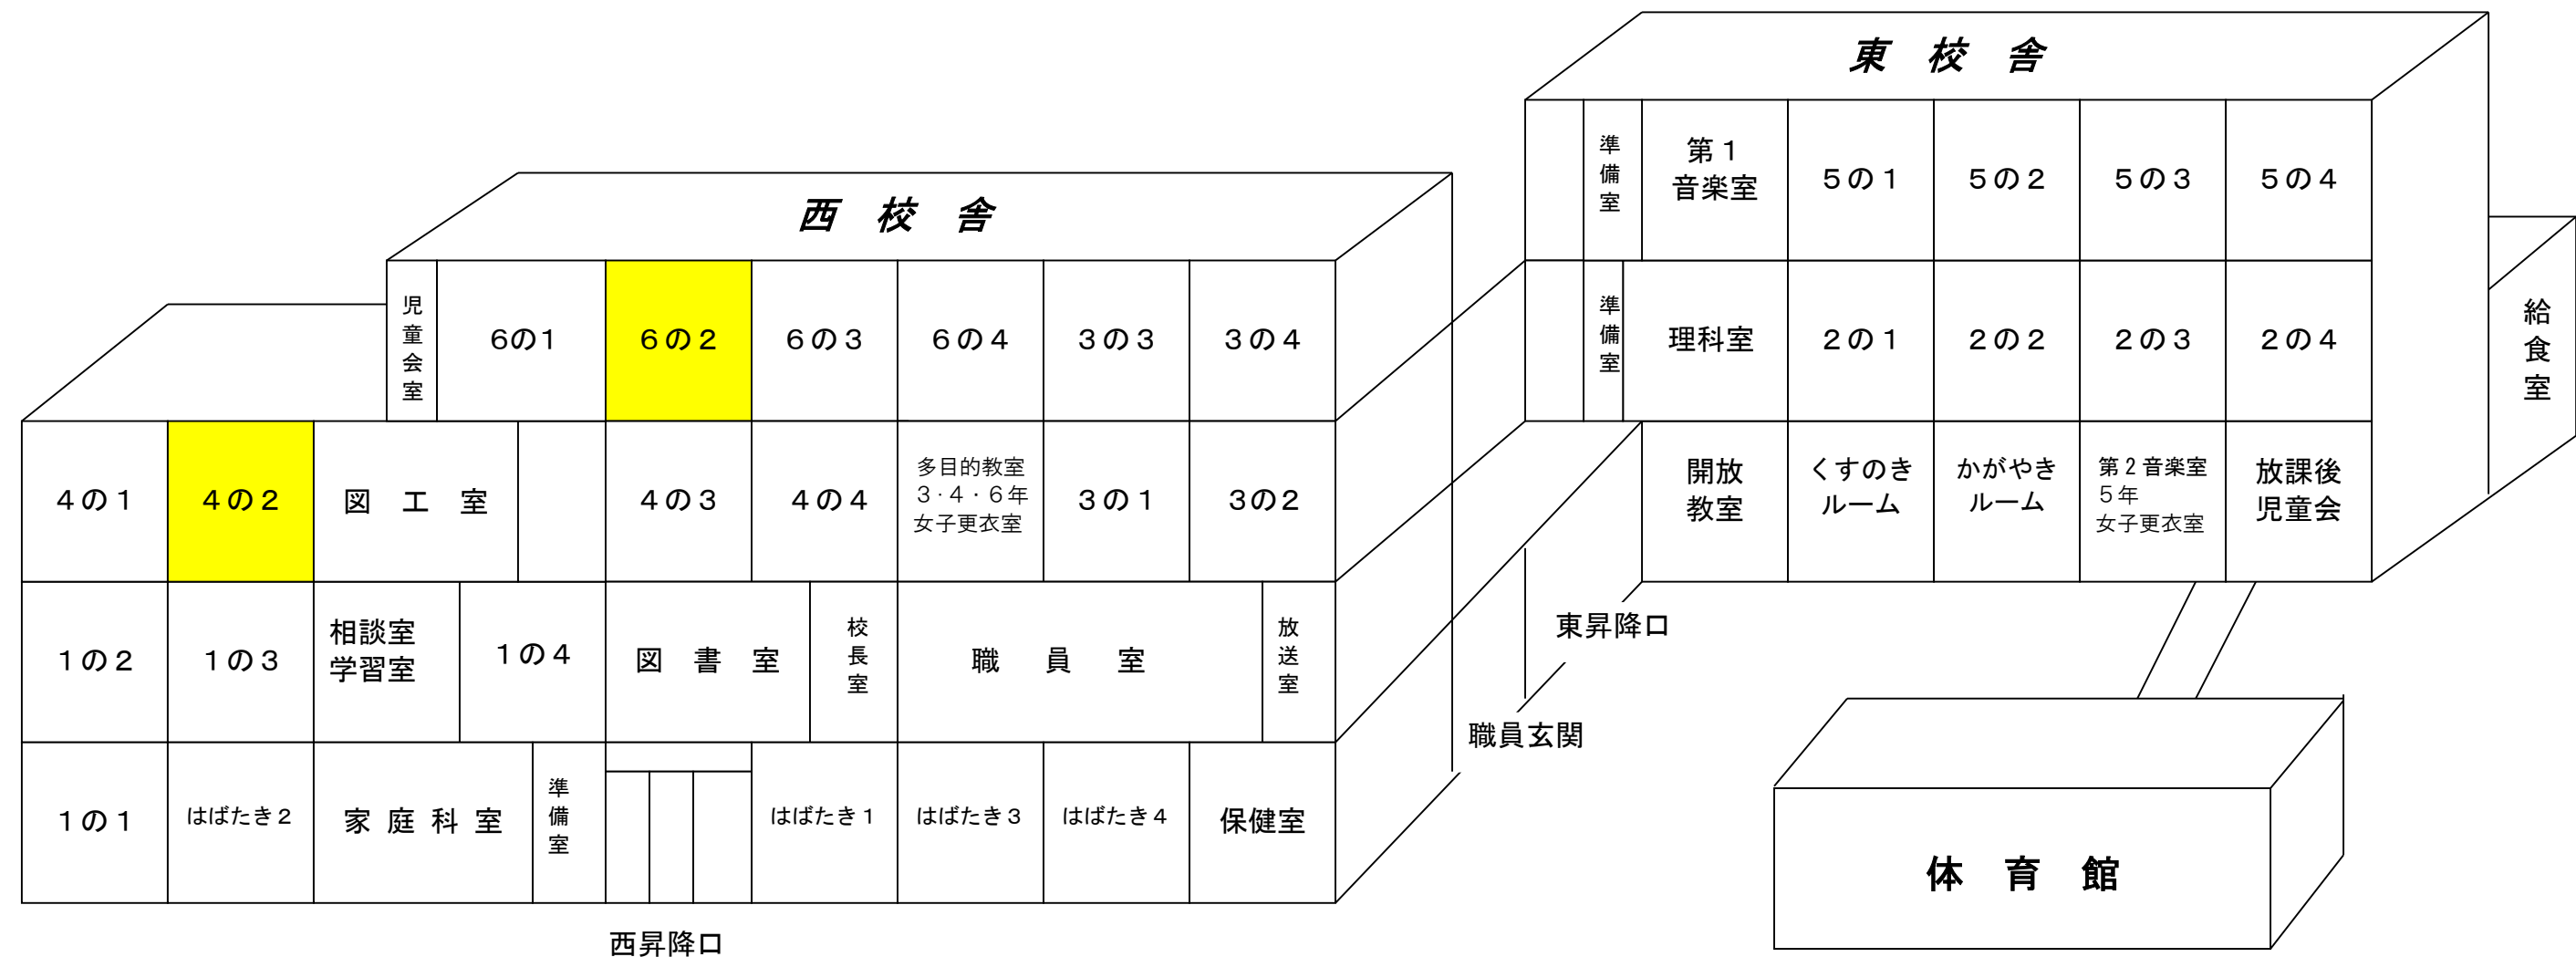 東校舎
準備室
第１
音楽室
５の１
５の２
５の３
５の４
準備室
理科室
２の１
２の２
２の３
２の４
給食室
開放
教室
くすのき
ルーム
かがやき
ルーム
第２音楽室
５年
女子更衣室
放課後
児童会
西校舎
児童会室
6の1
６の２
６の３
６の４
３の３
３の４
４の１
４の２
図工室
４の３
４の４
多目的教室
３・４・６年
女子更衣室
３の１
3の２
１の２
１の３
相談室
学習室
１の４
図書室
校長室
職員室
放送室
１の１
はばたき２
家庭科室
準備室
はばたき１
はばたき３
はばたき４
保健室
東昇降口
職員玄関
西昇降口
体育館